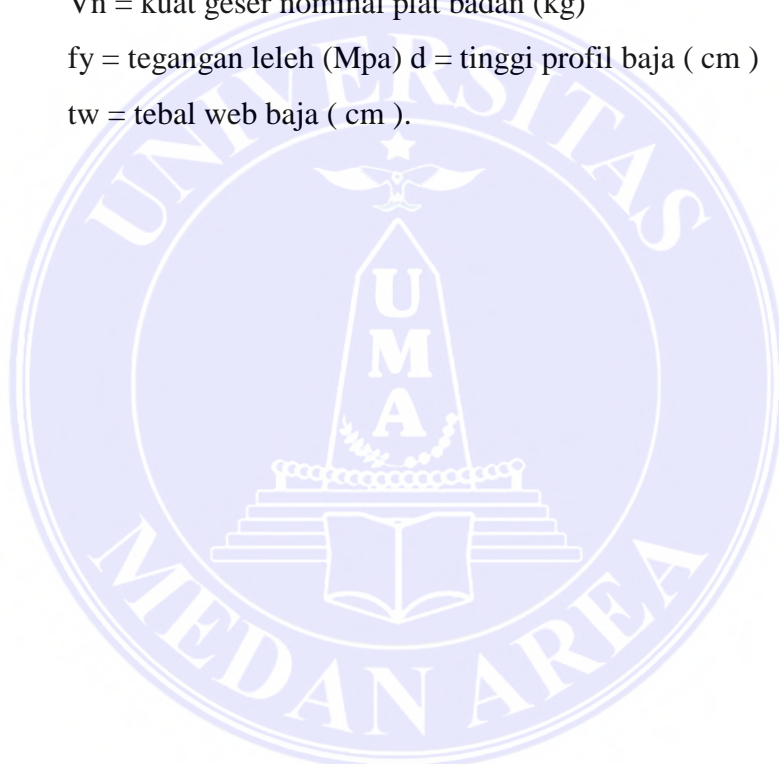 Vn = kuat geser nominal plat badan (kg)
fy = tegangan leleh (Mpa) d = tinggi profil baja ( cm )
tw = tebal web baja ( cm ).
UNIVERSITAS
U
M
A
MEDAN AREA